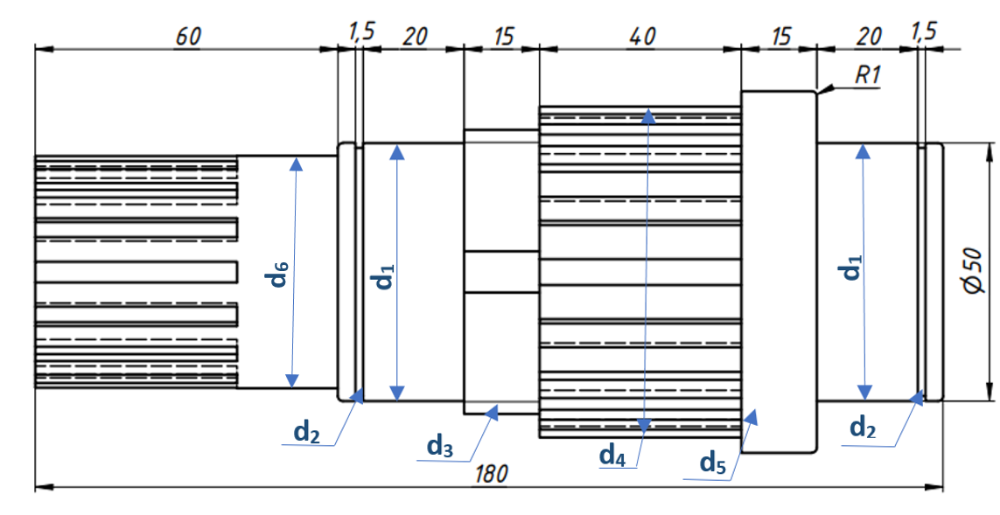 60 1,5 20 15 40 15 20 1,5
R1
d₆ d₁ d₁ ⌀50
d₂ d₃ d₄ d₅ d₂
180